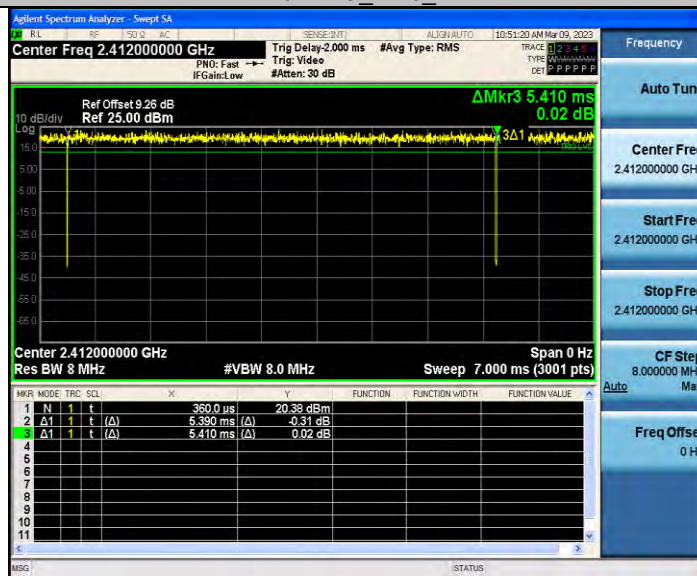 Agilent Spectrum Analyzer - Swept SA
RL RF 50 Ω AC SENSE:INT ALIGN AUTO 10:51:20 AM Mar 09, 2023
Center Freq 2.412000000 GHz
PNO: Fast
IFGain:Low
Trig Delay-2.000 ms
Trig: Video
#Atten: 30 dB
#Avg Type: RMS
TRACE 1 2 3 4 5 6
TYPE W
DET P P P P P P
Frequency
Auto Tun
Center Fre
2.412000000 GH
Start Fre
2.412000000 GH
Stop Fre
2.412000000 GH
CF Step
8.000000 MH
Auto Ma
Freq Offse
0 H
ΔMkr3 5.410 ms
0.02 dB
Ref Offset 9.26 dB
10 dB/div Ref 25.00 dBm
Log
15.0
5.00
-5.00
-15.0
-25.0
-35.0
-45.0
-55.0
-65.0
3Δ1
TRIG LVL
Center 2.412000000 GHz Span 0 Hz
Res BW 8 MHz #VBW 8.0 MHz Sweep 7.000 ms (3001 pts)
MKR MODE TRC SCL X Y FUNCTION FUNCTION WIDTH FUNCTION VALUE
1 N 1 t 360.0 µs 20.38 dBm
2 Δ1 1 t (Δ) 5.390 ms (Δ) -0.31 dB
3 Δ1 1 t (Δ) 5.410 ms (Δ) 0.02 dB
4
5
6
7
8
9
10
11
MSG STATUS